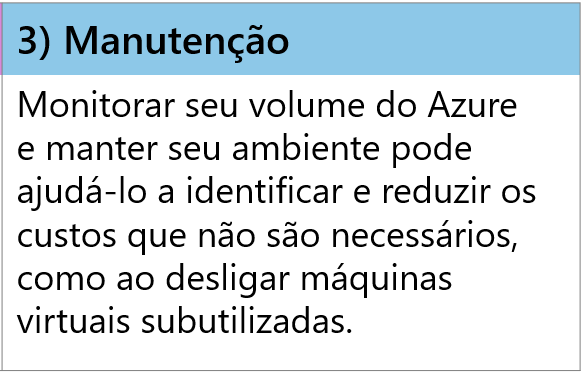 3) Manutenção
Monitorar seu volume do Azure
e manter seu ambiente pode
ajudá-lo a identificar e reduzir os
custos que não são necessários,
como ao desligar máquinas
virtuais subutilizadas.